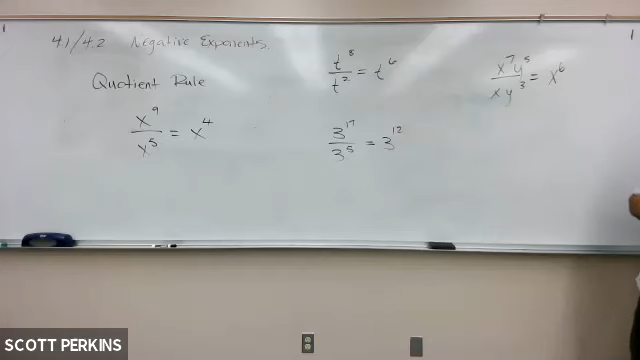 4.1/4.2 Negative Exponents.
Quotient Rule
x^9/x^5 = x^4
t^8/t^2 = t^6
3^17/3^5 = 3^12
x^7y^5/xy^3 = x^6
SCOTT PERKINS